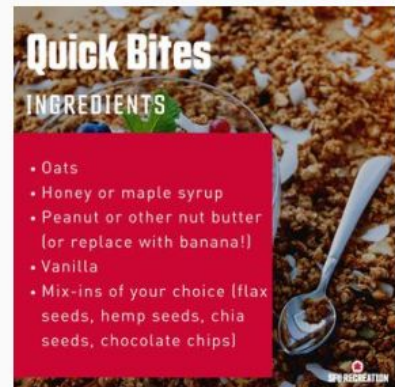 Quick Bites
INGREDIENTS
• Oats
• Honey or maple syrup
• Peanut or other nut butter
(or replace with banana!)
• Vanilla
• Mix-ins of your choice (flax
seeds, hemp seeds, chia
seeds, chocolate chips)
SFU RECREATION